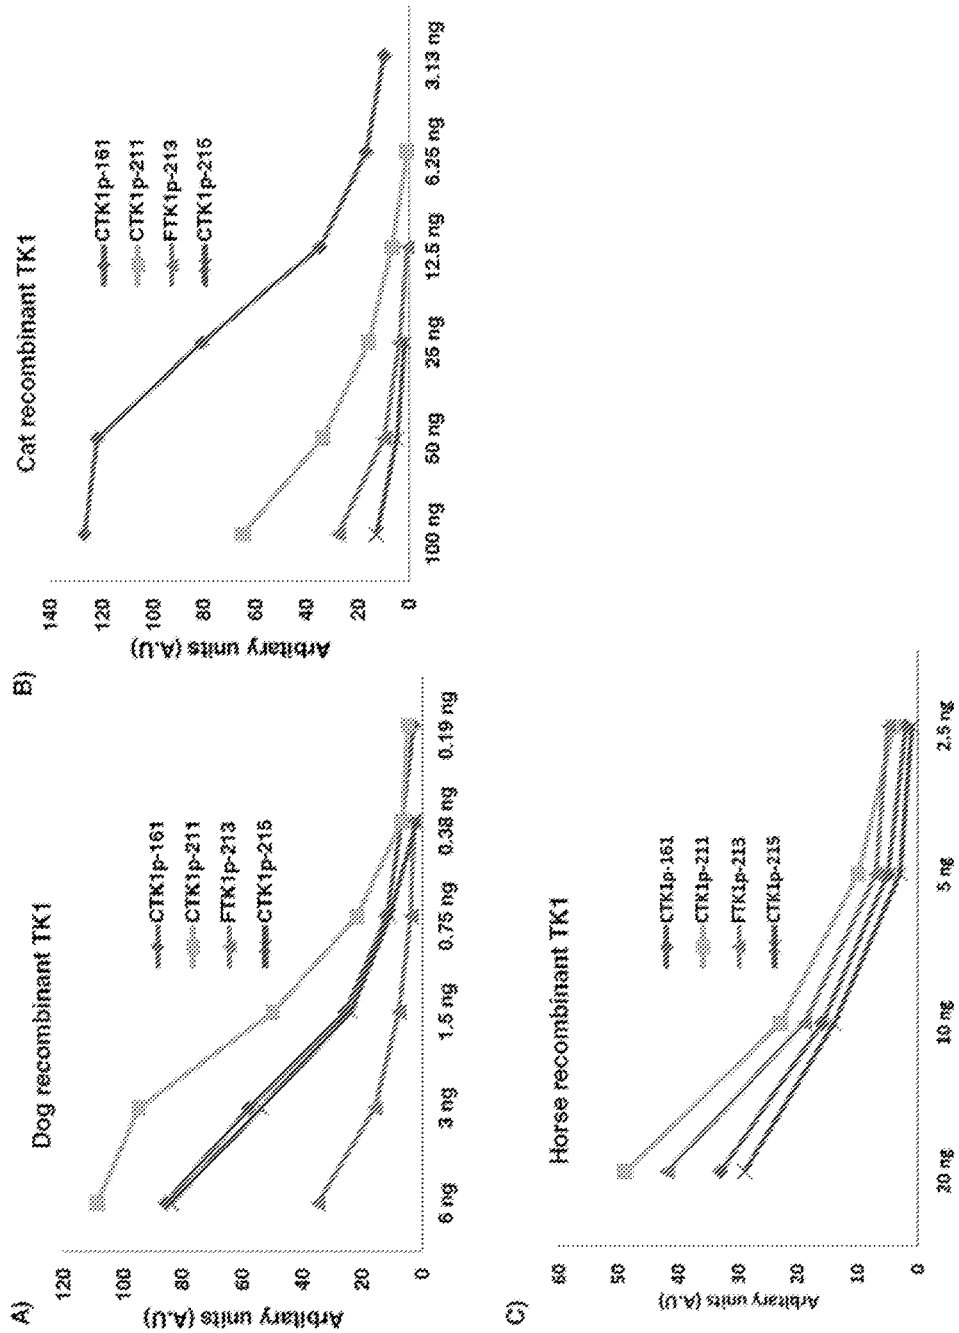 A)
Dog recombinant TK1
120
100
80
60
40
20
0
Arbitary units (A.U)
CTK1p-161
CTK1p-211
FTK1p-213
CTK1p-215
6 ng
3 ng
1.5 ng
0.75 ng
0.38 ng
0.19 ng
B)
Cat recombinant TK1
140
120
100
80
60
40
20
0
Arbitary units (A.U)
CTK1p-161
CTK1p-211
FTK1p-213
CTK1p-215
100 ng
50 ng
25 ng
12.5 ng
6.25 ng
3.13 ng
C)
Horse recombinant TK1
60
50
40
30
20
10
0
Arbitary units (A.U)
CTK1p-161
CTK1p-211
FTK1p-213
CTK1p-215
20 ng
10 ng
5 ng
2.5 ng